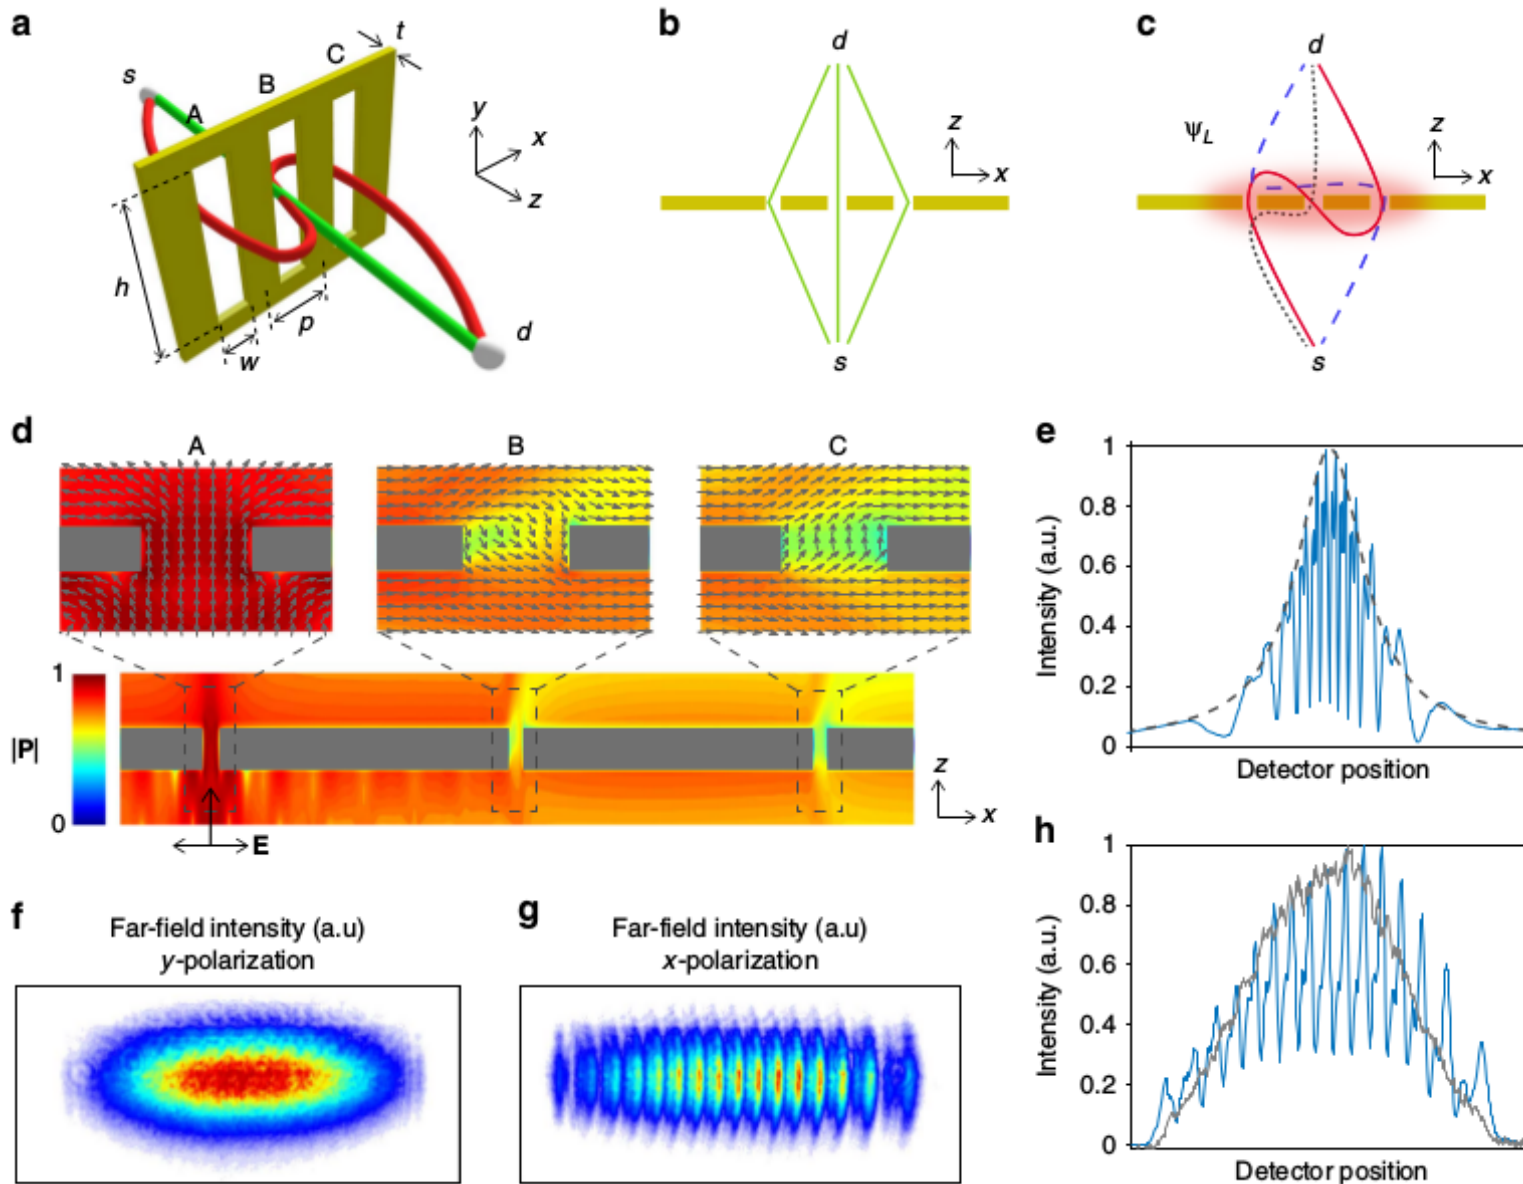 a
s
A
B
C
t
y
x
z
h
w
p
d
b
d
z
x
s
c
d
ψL
z
x
s
d
A
B
C
1
|P|
0
E
z
x
e
1
0.8
0.6
0.4
0.2
0
Intensity (a.u.)
Detector position
f
Far-field intensity (a.u)
y-polarization
g
Far-field intensity (a.u)
x-polarization
h
1
0.8
0.6
0.4
0.2
0
Intensity (a.u.)
Detector position